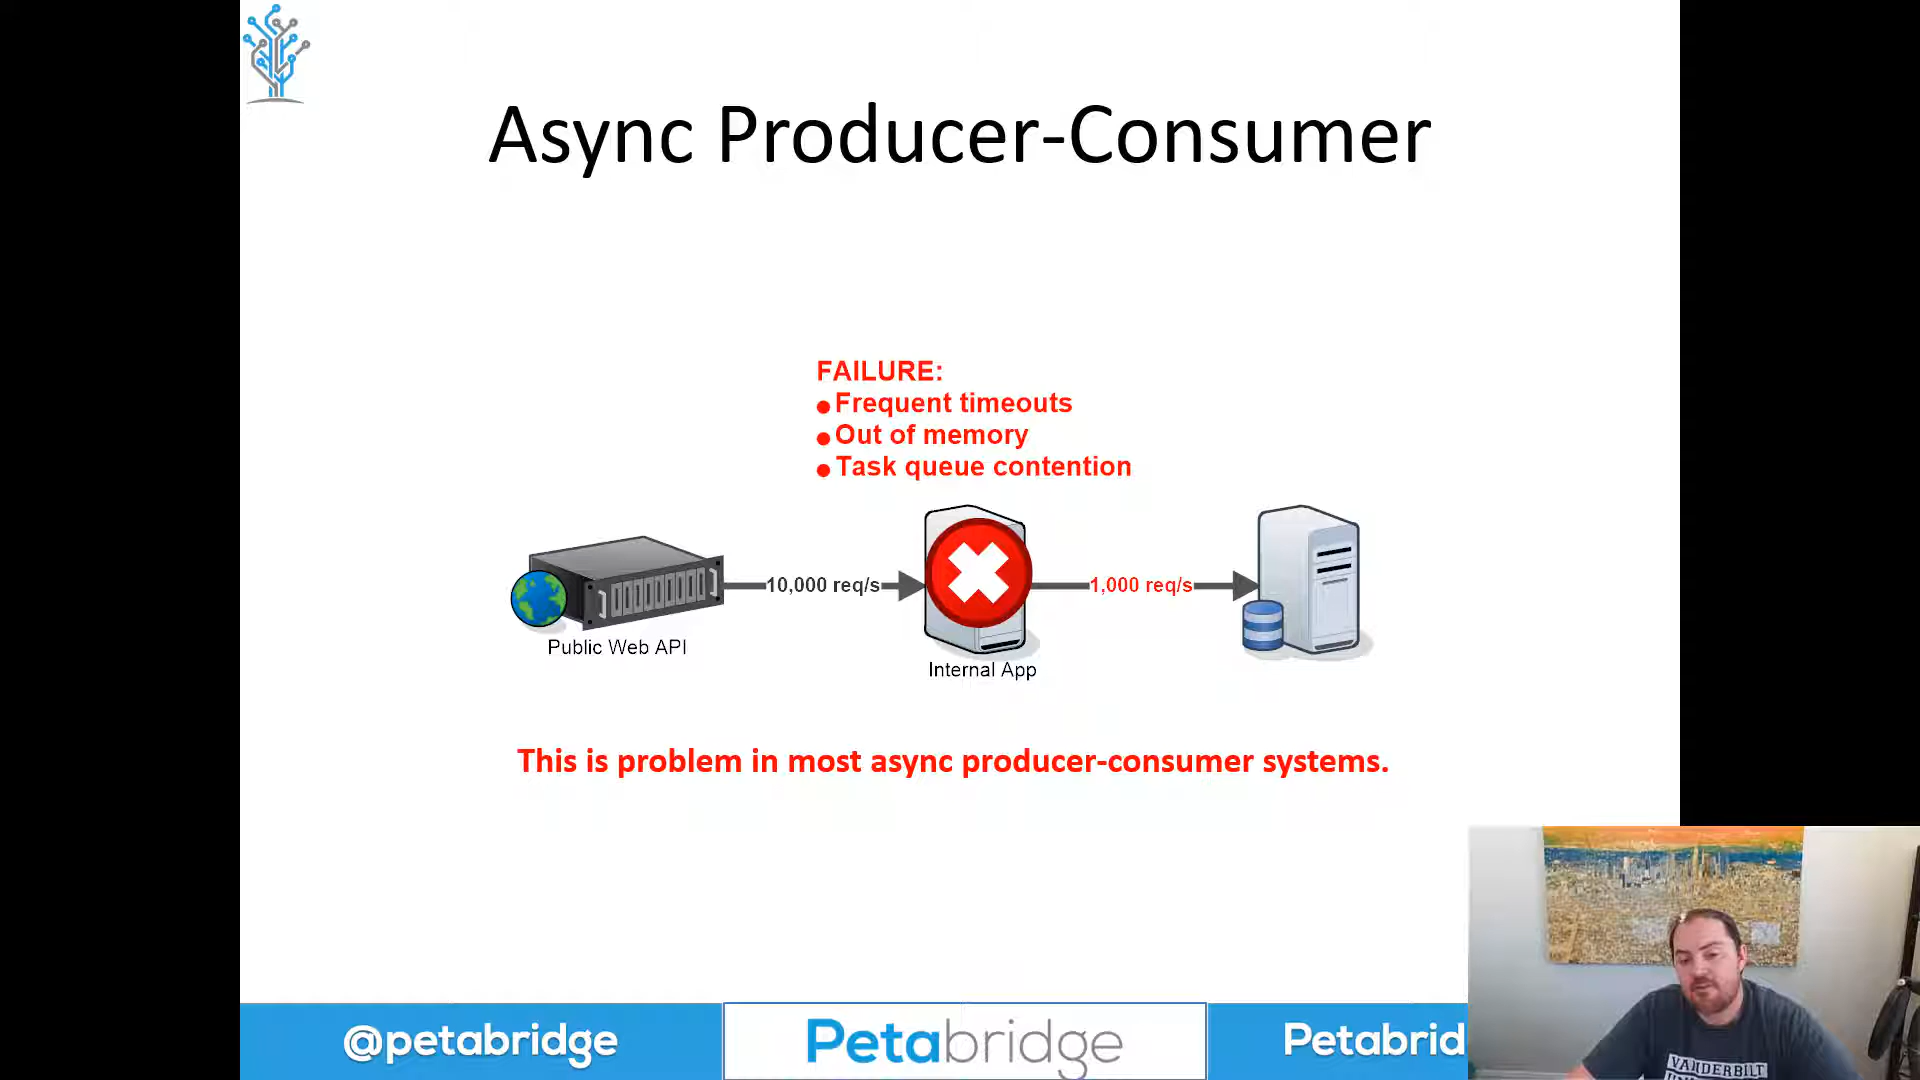 Async Producer-Consumer
FAILURE:
● Frequent timeouts
● Out of memory
● Task queue contention
10,000 req/s
1,000 req/s
Public Web API
Internal App
This is problem in most async producer-consumer systems.
@petabridge
Petabridge
Petabrid
VANDERBILT